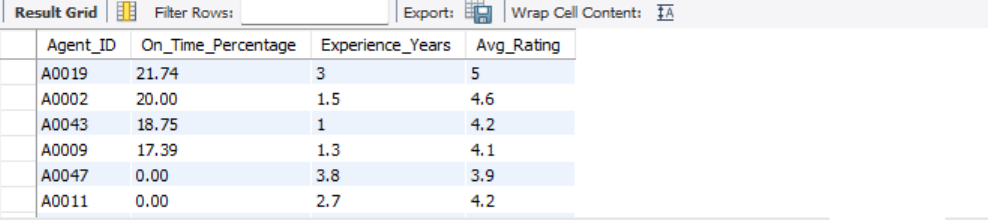 Result Grid Filter Rows: Export: Wrap Cell Content: IA
Agent_ID On_Time_Percentage Experience_Years Avg_Rating
A0019 21.74 3 5
A0002 20.00 1.5 4.6
A0043 18.75 1 4.2
A0009 17.39 1.3 4.1
A0047 0.00 3.8 3.9
A0011 0.00 2.7 4.2